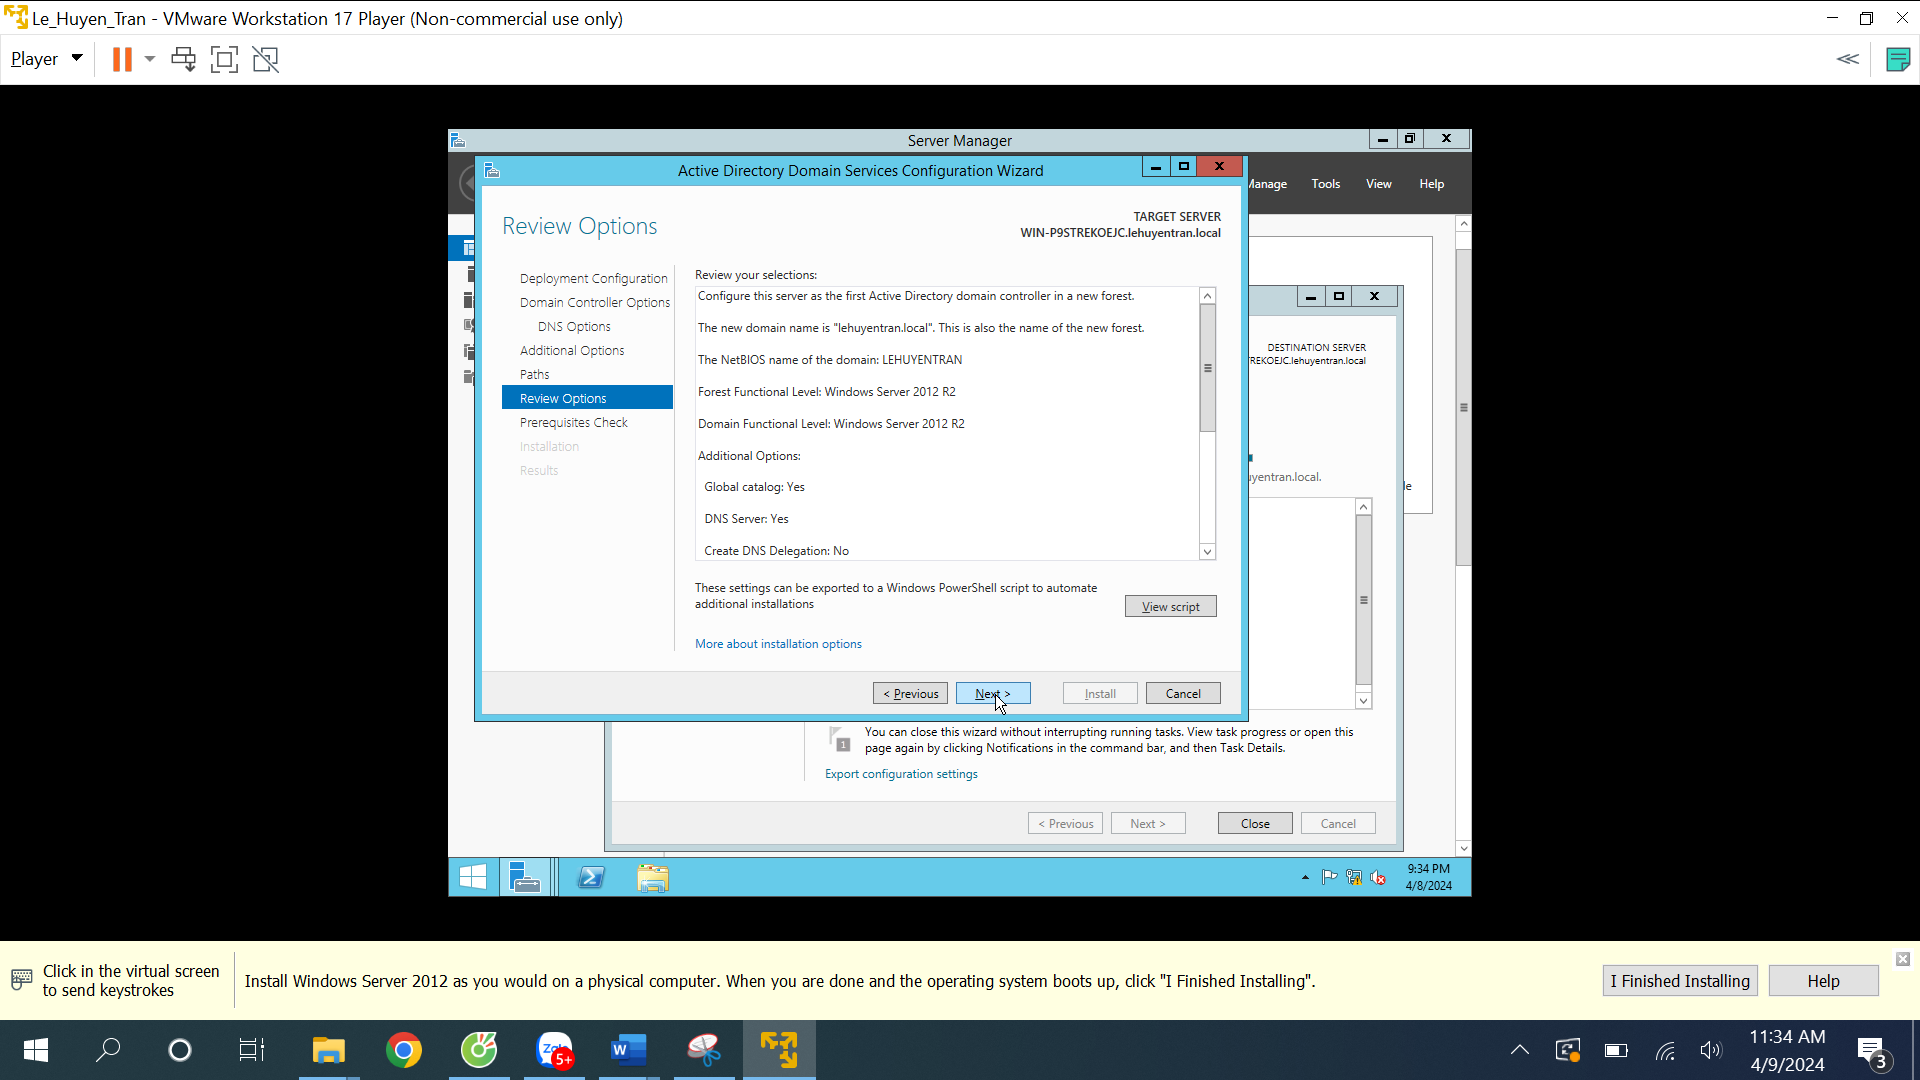 Le_Huyen_Tran - VMware Workstation 17 Player (Non-commercial use only)
Player
Server Manager
Active Directory Domain Services Configuration Wizard
Manage
Tools
View
Help
Review Options
TARGET SERVER
WIN-P9STREKOEJC.lehuyentran.local
Deployment Configuration
Domain Controller Options
DNS Options
Additional Options
Paths
Review Options
Prerequisites Check
Installation
Results
Review your selections:
Configure this server as the first Active Directory domain controller in a new forest.
The new domain name is "lehuyentran.local". This is also the name of the new forest.
The NetBIOS name of the domain: LEHUYENTRAN
Forest Functional Level: Windows Server 2012 R2
Domain Functional Level: Windows Server 2012 R2
Additional Options:
Global catalog: Yes
DNS Server: Yes
Create DNS Delegation: No
These settings can be exported to a Windows PowerShell script to automate
additional installations
View script
More about installation options
< Previous
Next >
Install
Cancel
DESTINATION SERVER
REKOEJC.lehuyentran.local
yentran.local.
le
1
You can close this wizard without interrupting running tasks. View task progress or open this
page again by clicking Notifications in the command bar, and then Task Details.
Export configuration settings
< Previous
Next >
Close
Cancel
9:34 PM
4/8/2024
Click in the virtual screen
to send keystrokes
Install Windows Server 2012 as you would on a physical computer. When you are done and the operating system boots up, click "I Finished Installing".
I Finished Installing
Help
5+
W
11:34 AM
4/9/2024
3